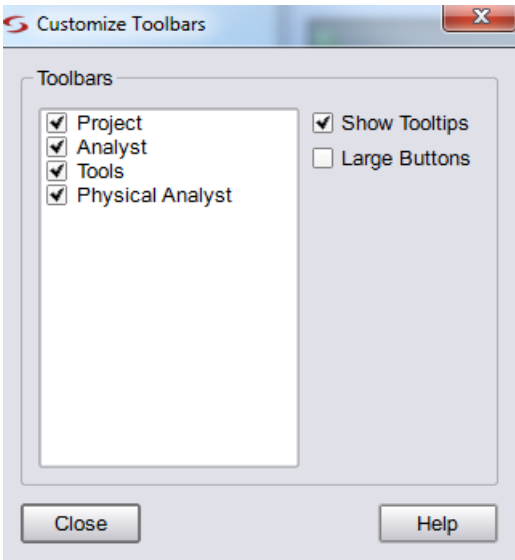 Customize Toolbars
Toolbars
Project
Analyst
Tools
Physical Analyst
Show Tooltips
Large Buttons
Close
Help